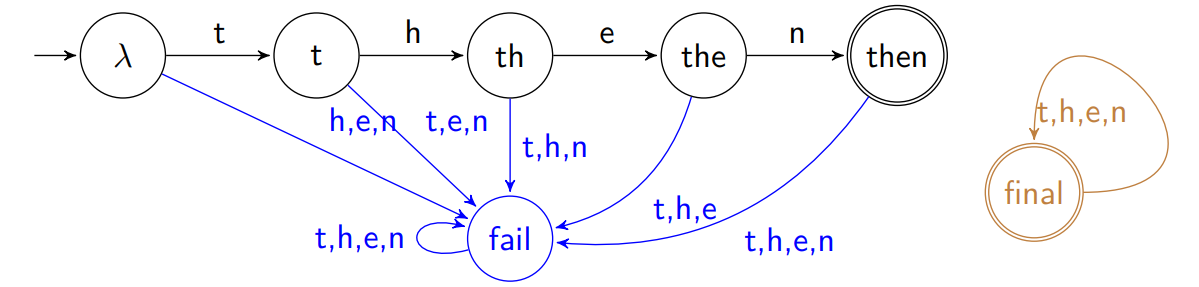 t h e n
λ t th the then
h,e,n t,e,n t,h,n t,h,e,n
final
t,h,e
t,h,e,n fail t,h,e,n